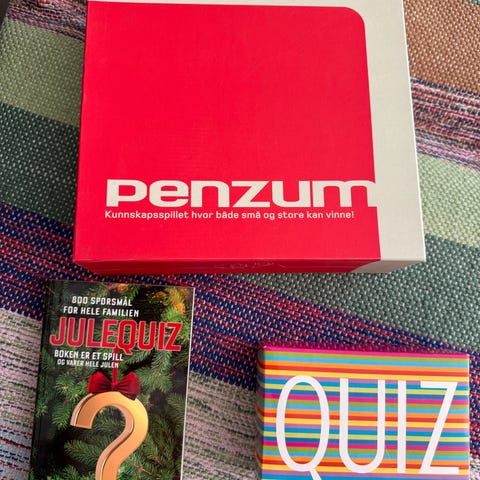 penzum
Kunnskapsspillet hvor både små og store kan vinne!
800 SPØRSMÅL
FOR HELE FAMILIEN
JULEQUIZ
BOKEN ER ET SPILL
OG VARER HELE JULEN
QUIZ